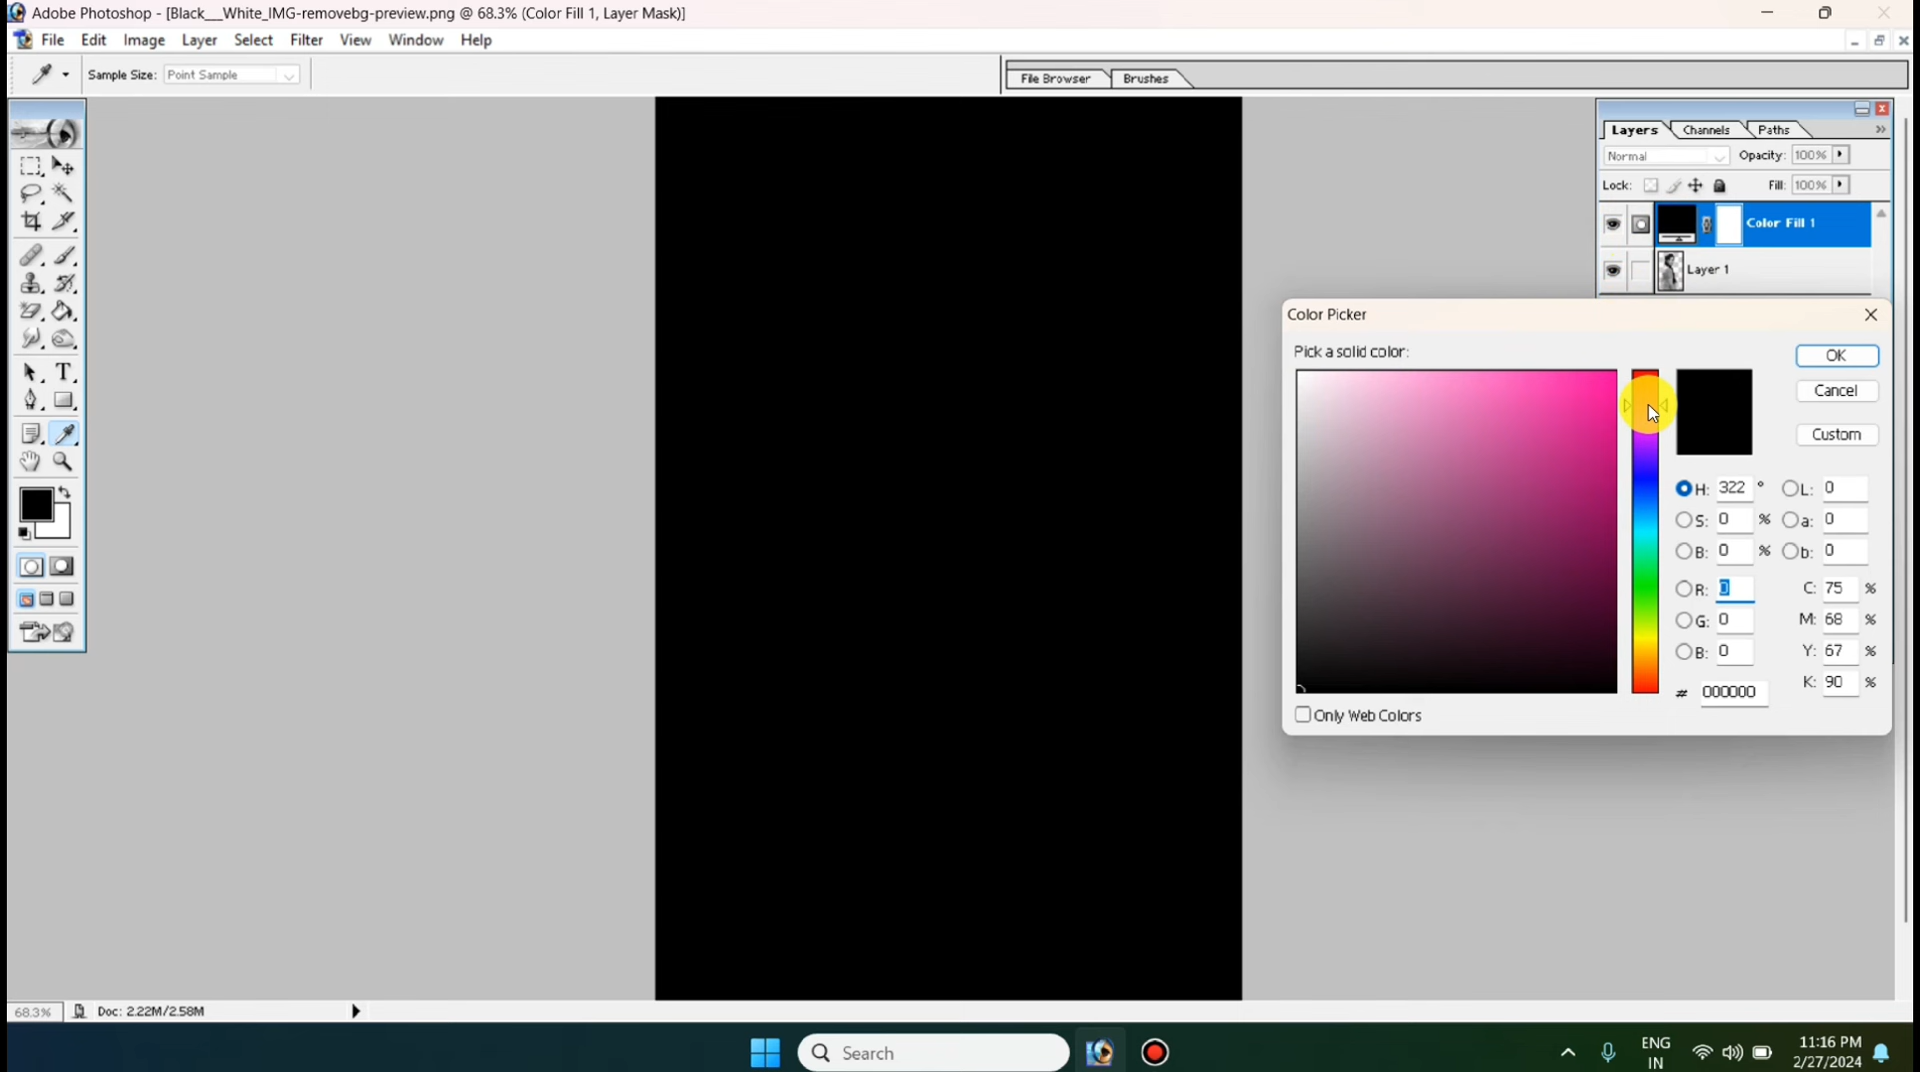 Adobe Photoshop - [Black___White_IMG-removebg-preview.png @ 68.3% (Color Fill 1, Layer Mask)]
File Edit Image Layer Select Filter View Window Help
Sample Size: Point Sample
File Browser Brushes
Layers Channels Paths
Normal Opacity: 100%
Lock: Fill: 100%
Color Fill 1
Layer 1
Color Picker
Pick a solid color:
OK
Cancel
Custom
H: 322 ° L: 0
S: 0 % a: 0
B: 0 % b: 0
R: 0 C: 75 %
G: 0 M: 68 %
B: 0 Y: 67 %
# 000000 K: 90 %
Only Web Colors
68.3% Doc: 2.22M/2.58M
Search
ENG
IN
11:16 PM
2/27/2024